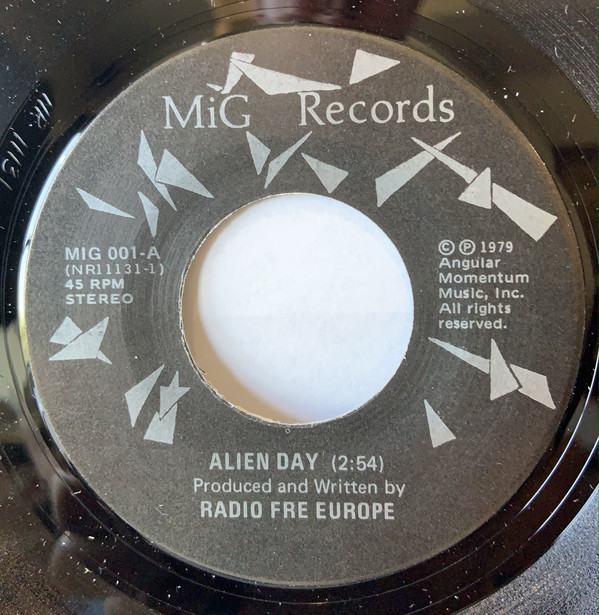 MiG Records
MIG 001-A
(NR11131-1)
45 RPM
STEREO
© ℗ 1979
Angular
Momentum
Music, Inc.
All rights
reserved.
ALIEN DAY (2:54)
Produced and Written by
RADIO FRE EUROPE